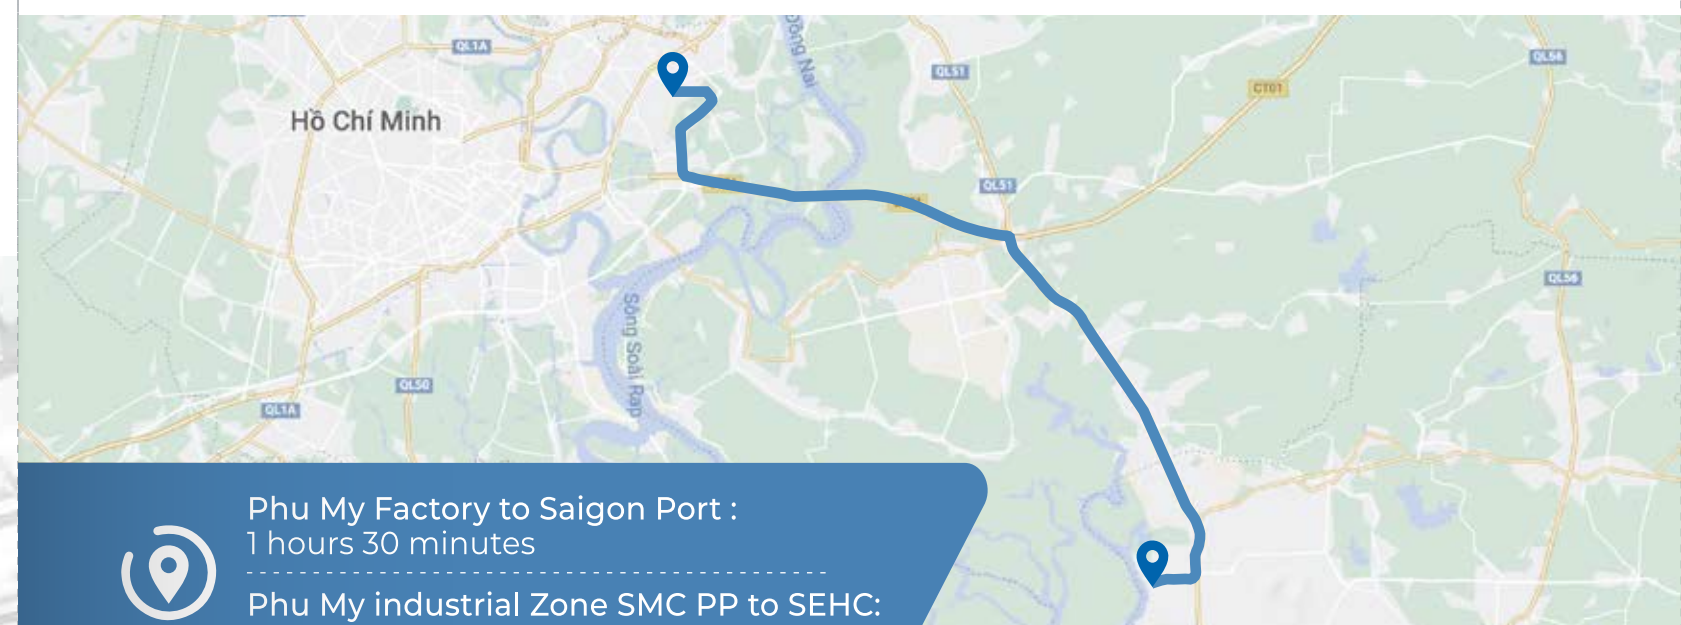 QL1A
Đồng Nai
QL51
CT01
QL56
Hồ Chí Minh
QL51
QL56
Sông Soài Rạp
QL50
QL1A
Phu My Factory to Saigon Port :
1 hours 30 minutes
Phu My industrial Zone SMC PP to SEHC: